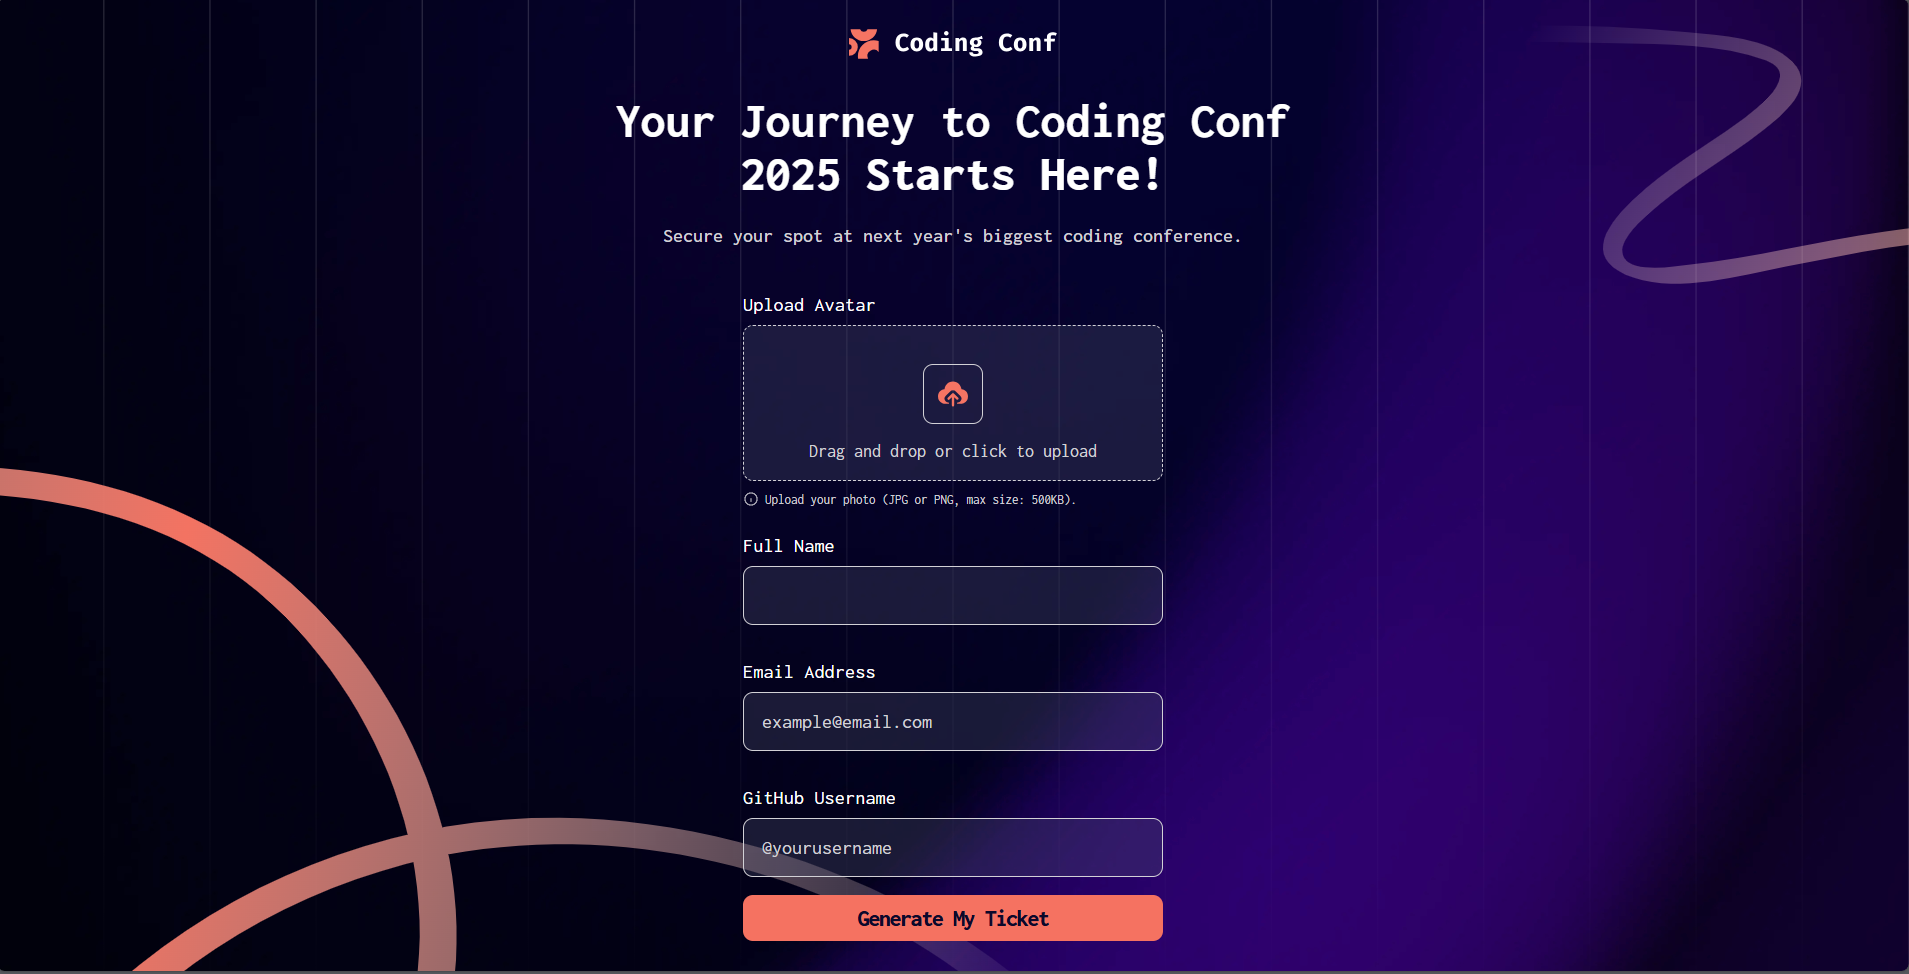 Coding Conf
Your Journey to Coding Conf
2025 Starts Here!
Secure your spot at next year's biggest coding conference.
Upload Avatar
Drag and drop or click to upload
Upload your photo (JPG or PNG, max size: 500KB).
Full Name
Email Address
example@email.com
GitHub Username
@yourusername
Generate My Ticket